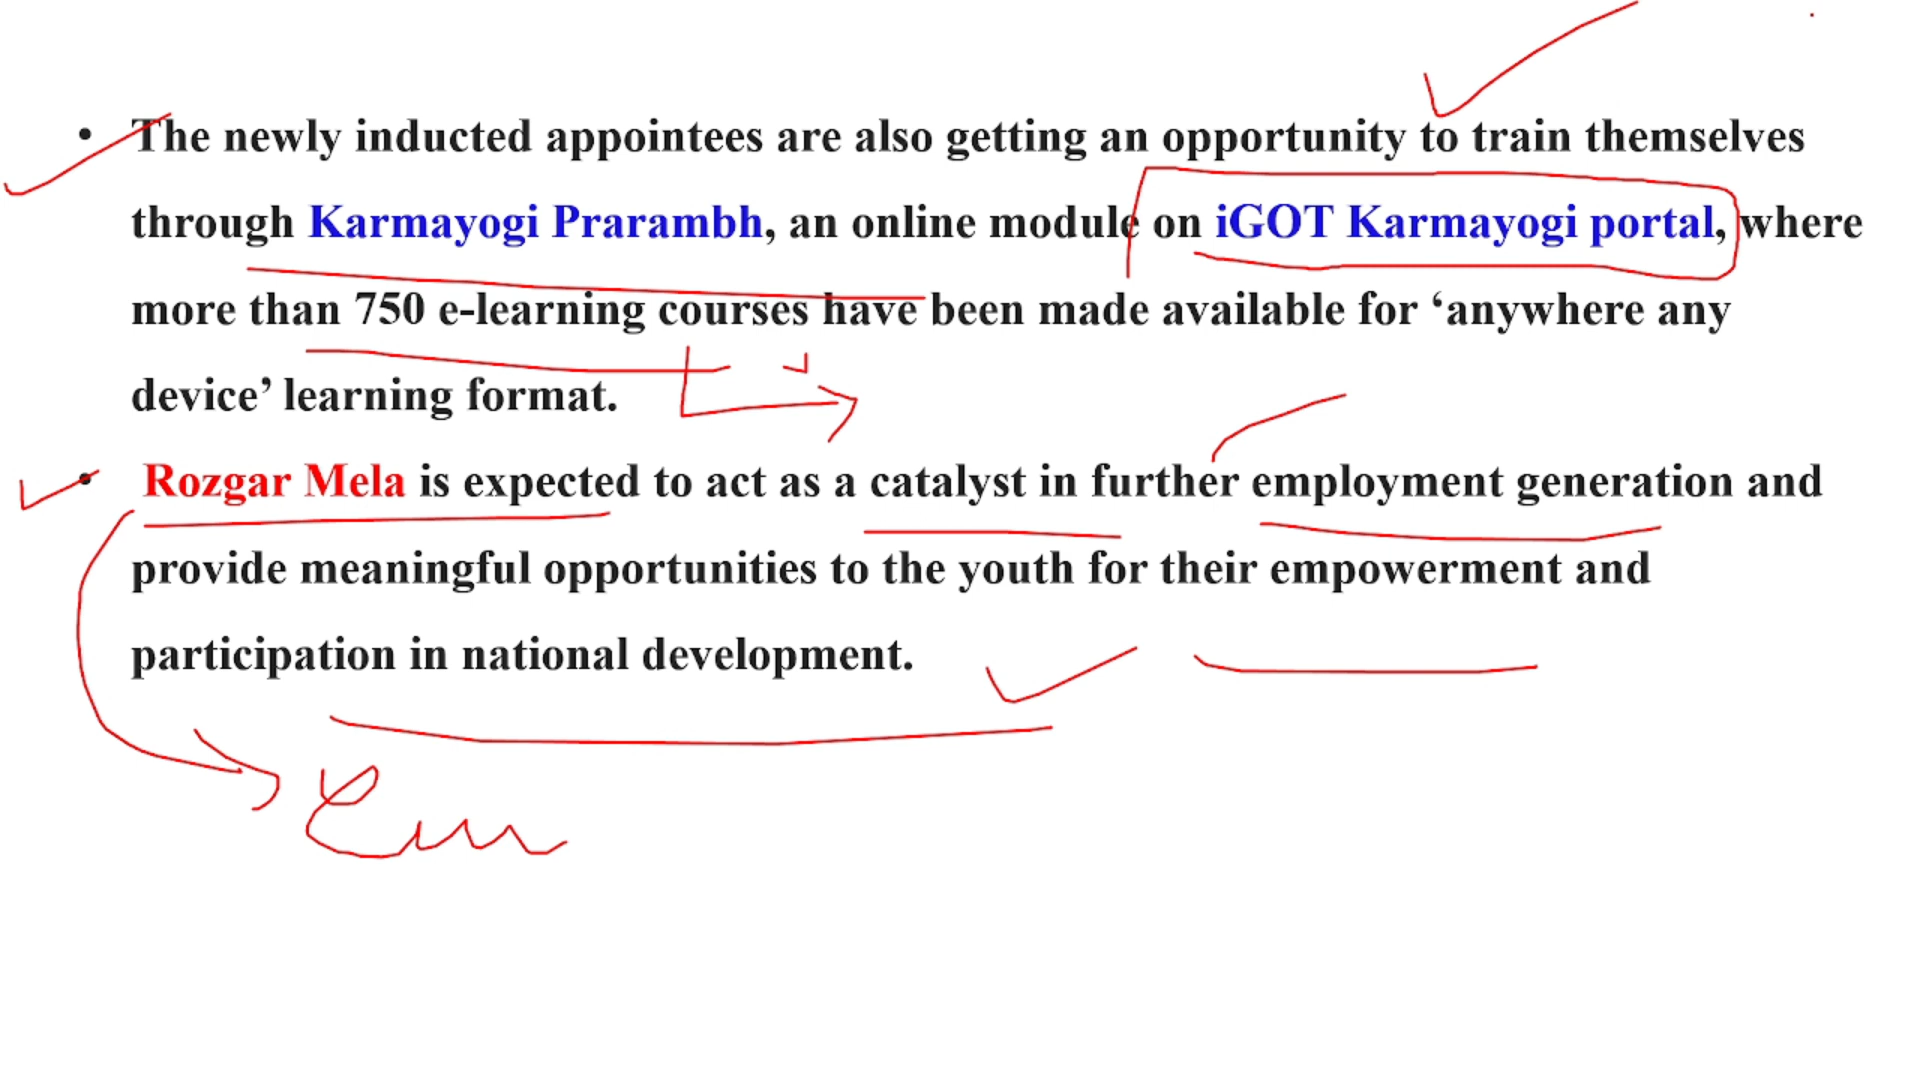 • The newly inducted appointees are also getting an opportunity to train themselves
through Karmayogi Prarambh, an online module on iGOT Karmayogi portal, where
more than 750 e-learning courses have been made available for ‘anywhere any
device’ learning format.
• Rozgar Mela is expected to act as a catalyst in further employment generation and
provide meaningful opportunities to the youth for their empowerment and
participation in national development.